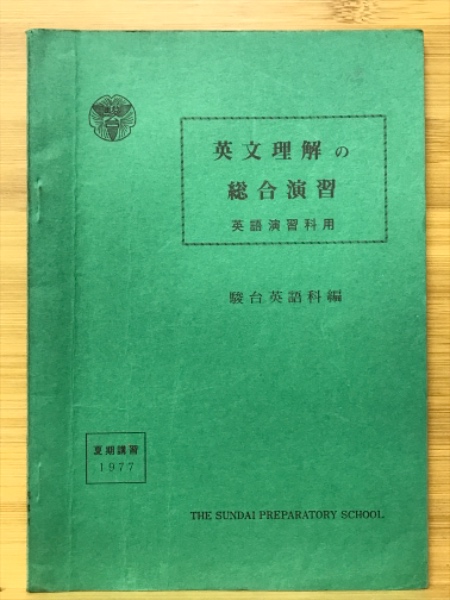 英文理解の
総合演習
英語演習科用
駿台英語科編
夏期講習
1977
THE SUNDAI PREPARATORY SCHOOL